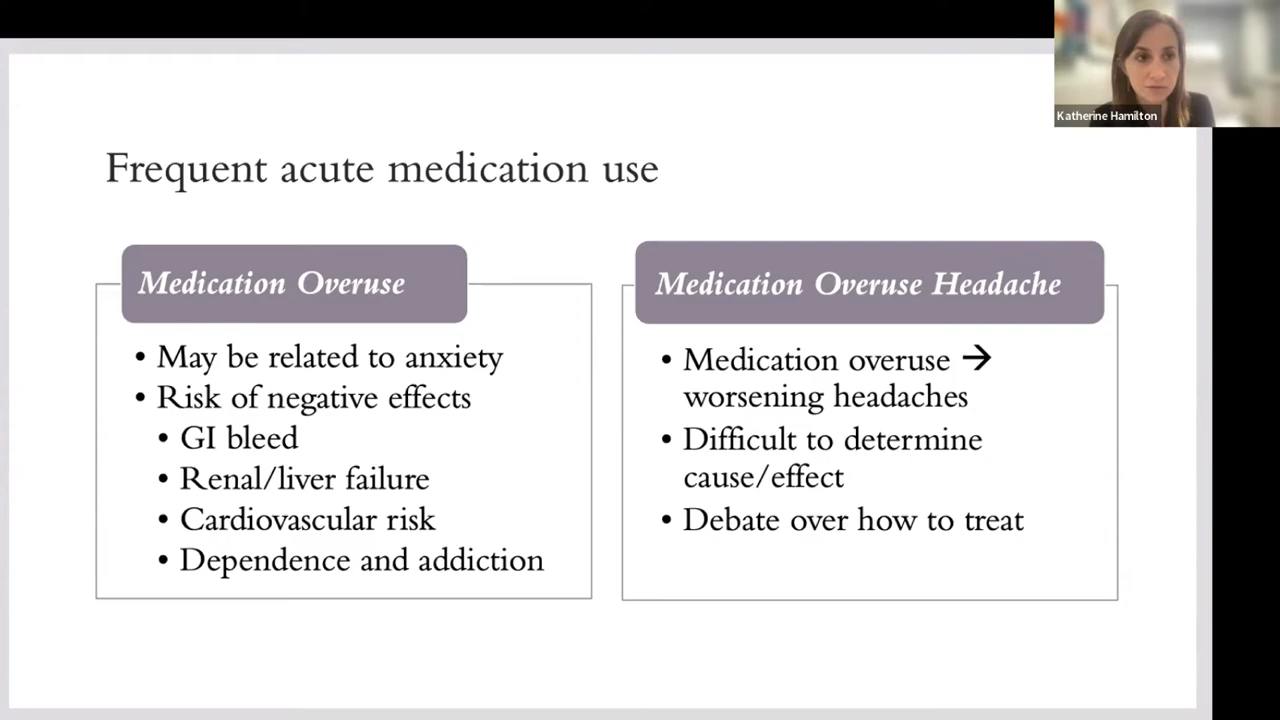 Katherine Hamilton
Frequent acute medication use
Medication Overuse
• May be related to anxiety
• Risk of negative effects
• GI bleed
• Renal/liver failure
• Cardiovascular risk
• Dependence and addiction
Medication Overuse Headache
• Medication overuse →
worsening headaches
• Difficult to determine
cause/effect
• Debate over how to treat